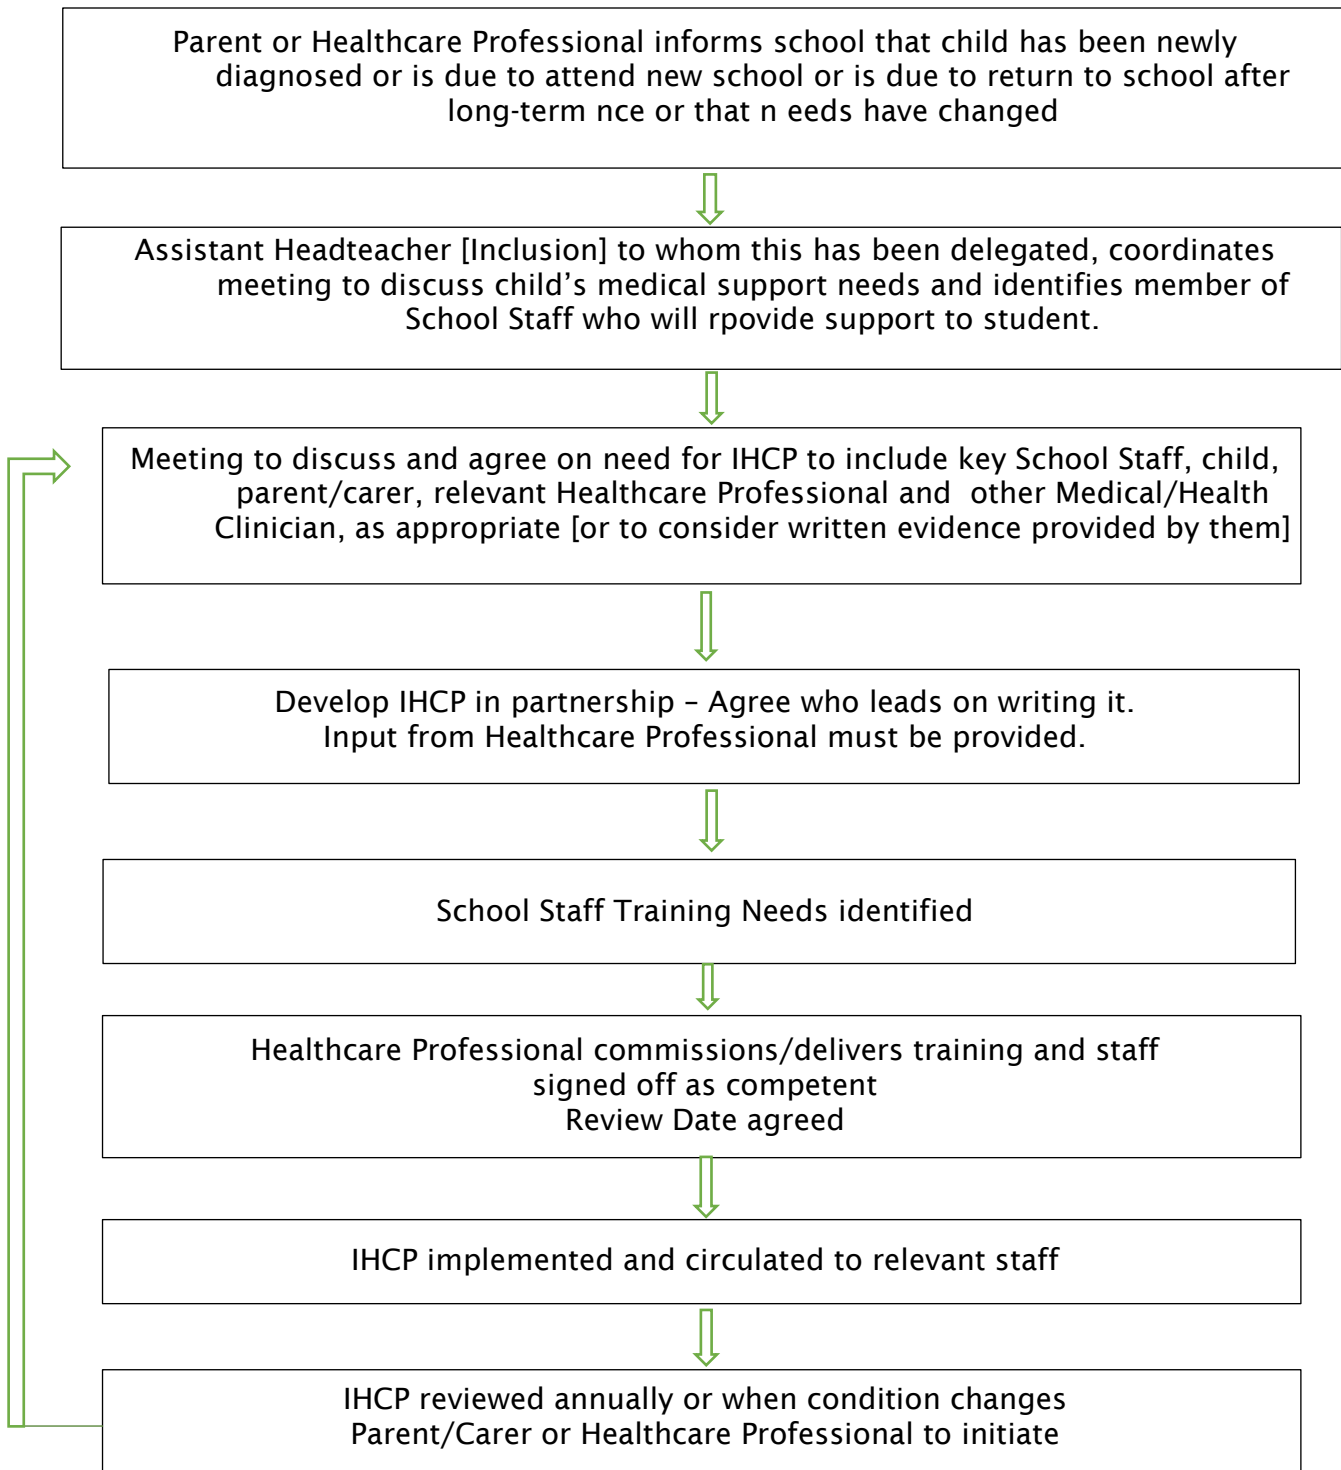 Parent or Healthcare Professional informs school that child has been newly
diagnosed or is due to attend new school or is due to return to school after
long-term nce or that n eeds have changed
Assistant Headteacher [Inclusion] to whom this has been delegated, coordinates
meeting to discuss child’s medical support needs and identifies member of
School Staff who will rpovide support to student.
Meeting to discuss and agree on need for IHCP to include key School Staff, child,
parent/carer, relevant Healthcare Professional and other Medical/Health
Clinician, as appropriate [or to consider written evidence provided by them]
Develop IHCP in partnership – Agree who leads on writing it.
Input from Healthcare Professional must be provided.
School Staff Training Needs identified
Healthcare Professional commissions/delivers training and staff
signed off as competent
Review Date agreed
IHCP implemented and circulated to relevant staff
IHCP reviewed annually or when condition changes
Parent/Carer or Healthcare Professional to initiate